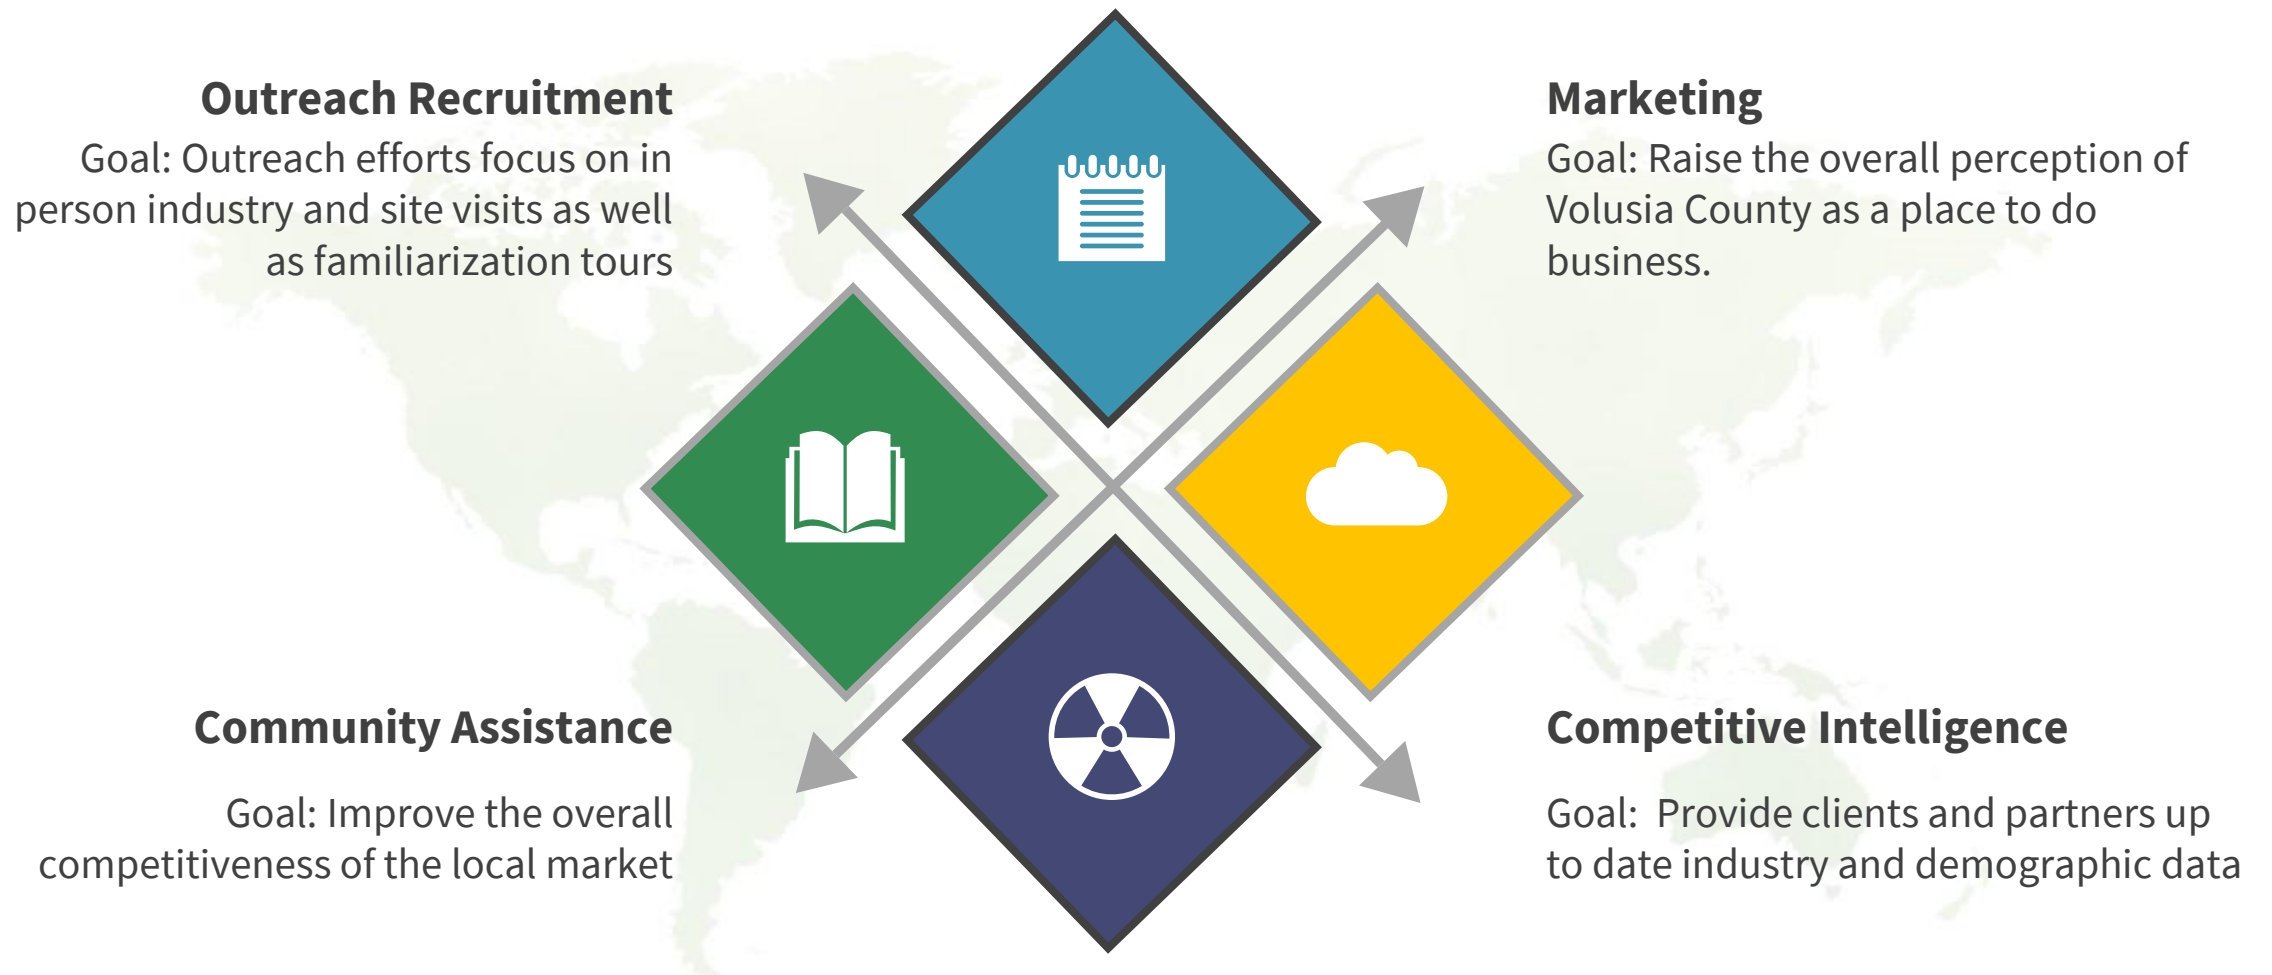 Outreach Recruitment
Goal: Outreach efforts focus on in
person industry and site visits as well
as familiarization tours
Marketing
Goal: Raise the overall perception of
Volusia County as a place to do
business.
Community Assistance
Goal: Improve the overall
competitiveness of the local market
Competitive Intelligence
Goal:  Provide clients and partners up
to date industry and demographic data